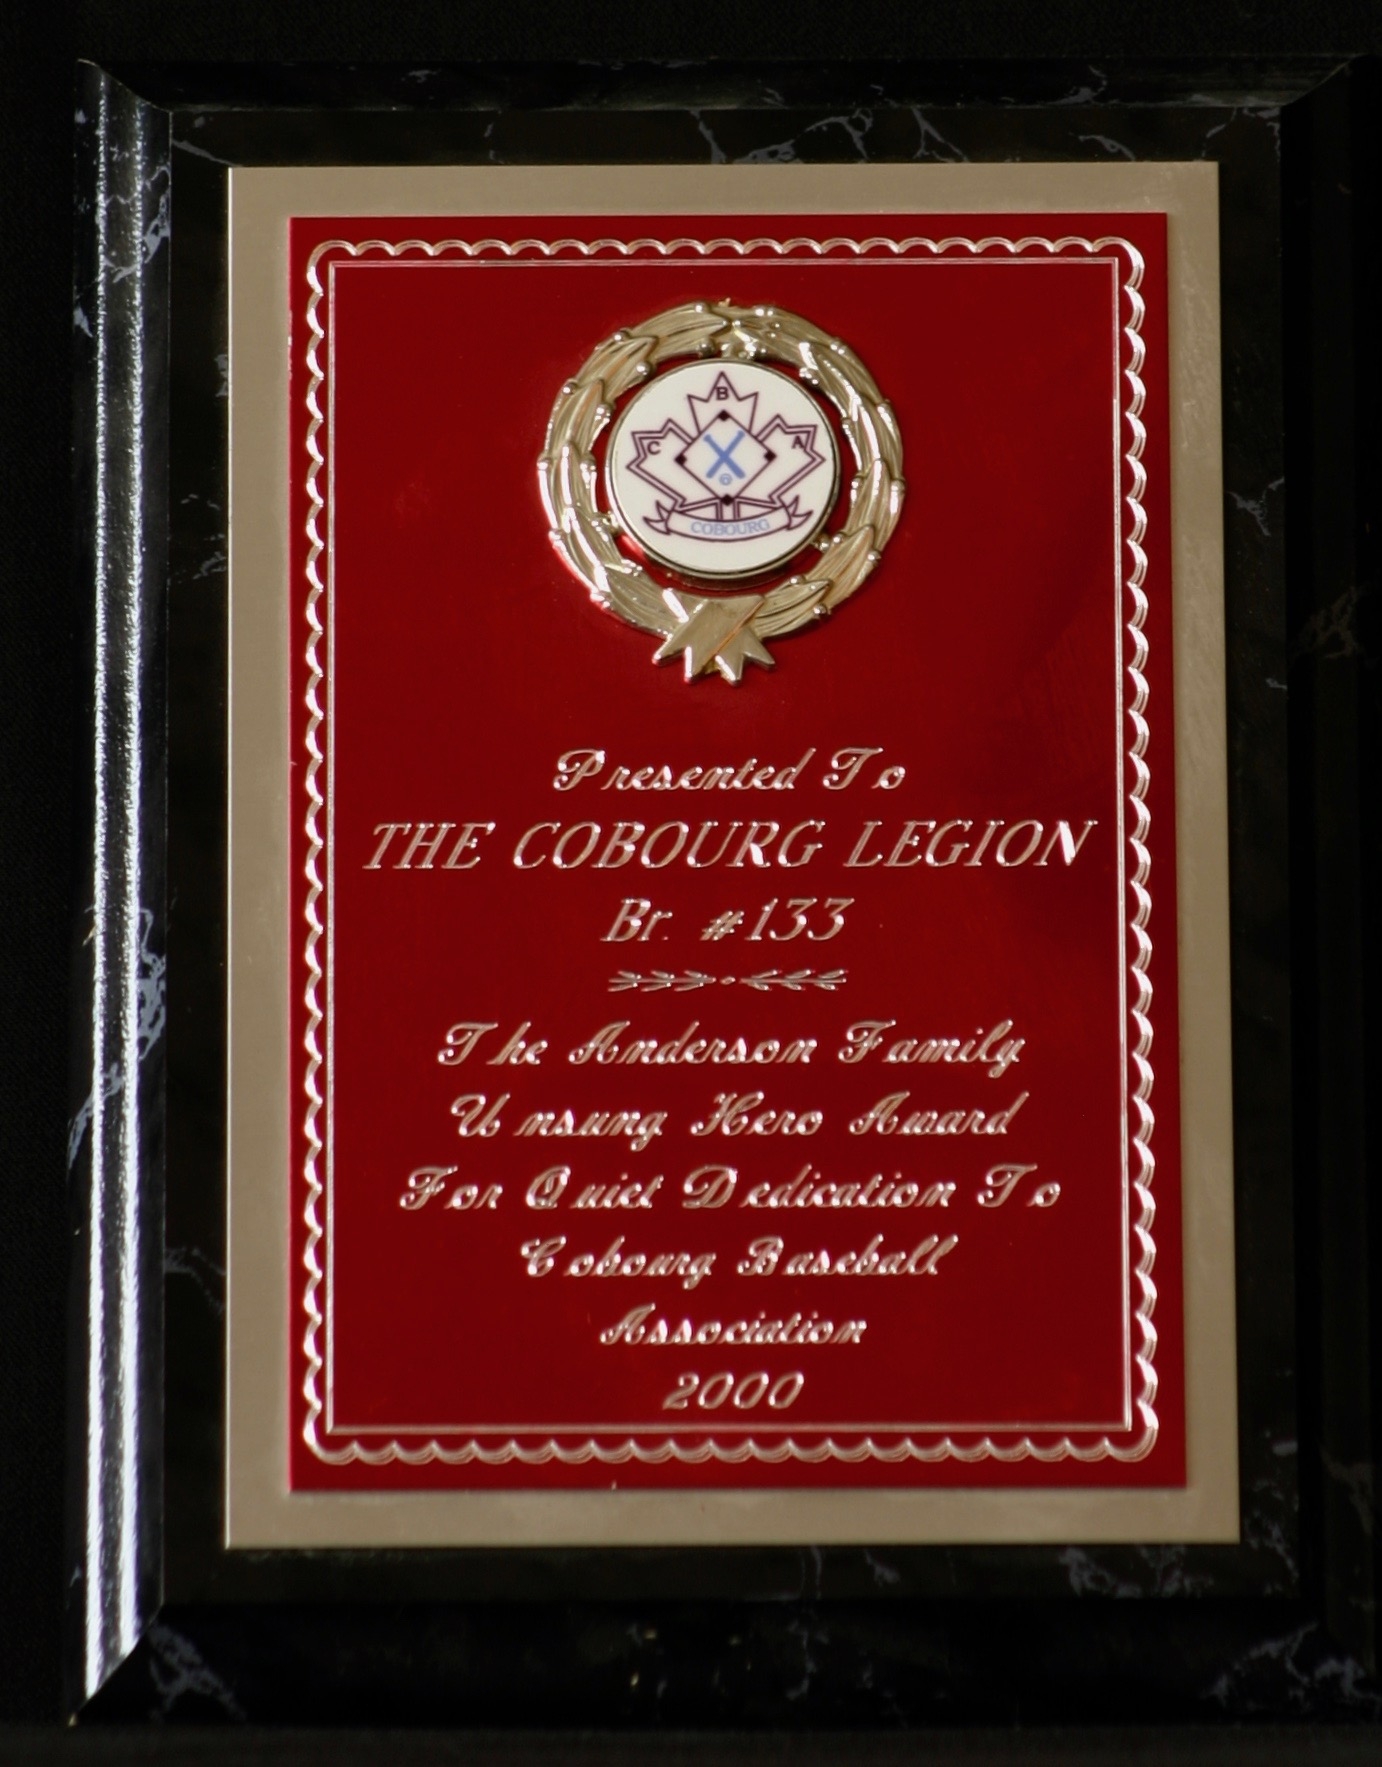 B
C A
COBOURG
Presented To
THE COBOURG LEGION
Br. #133
The Anderson Family
Unsung Hero Award
For Quiet Dedication To
Cobourg Baseball
Association
2000